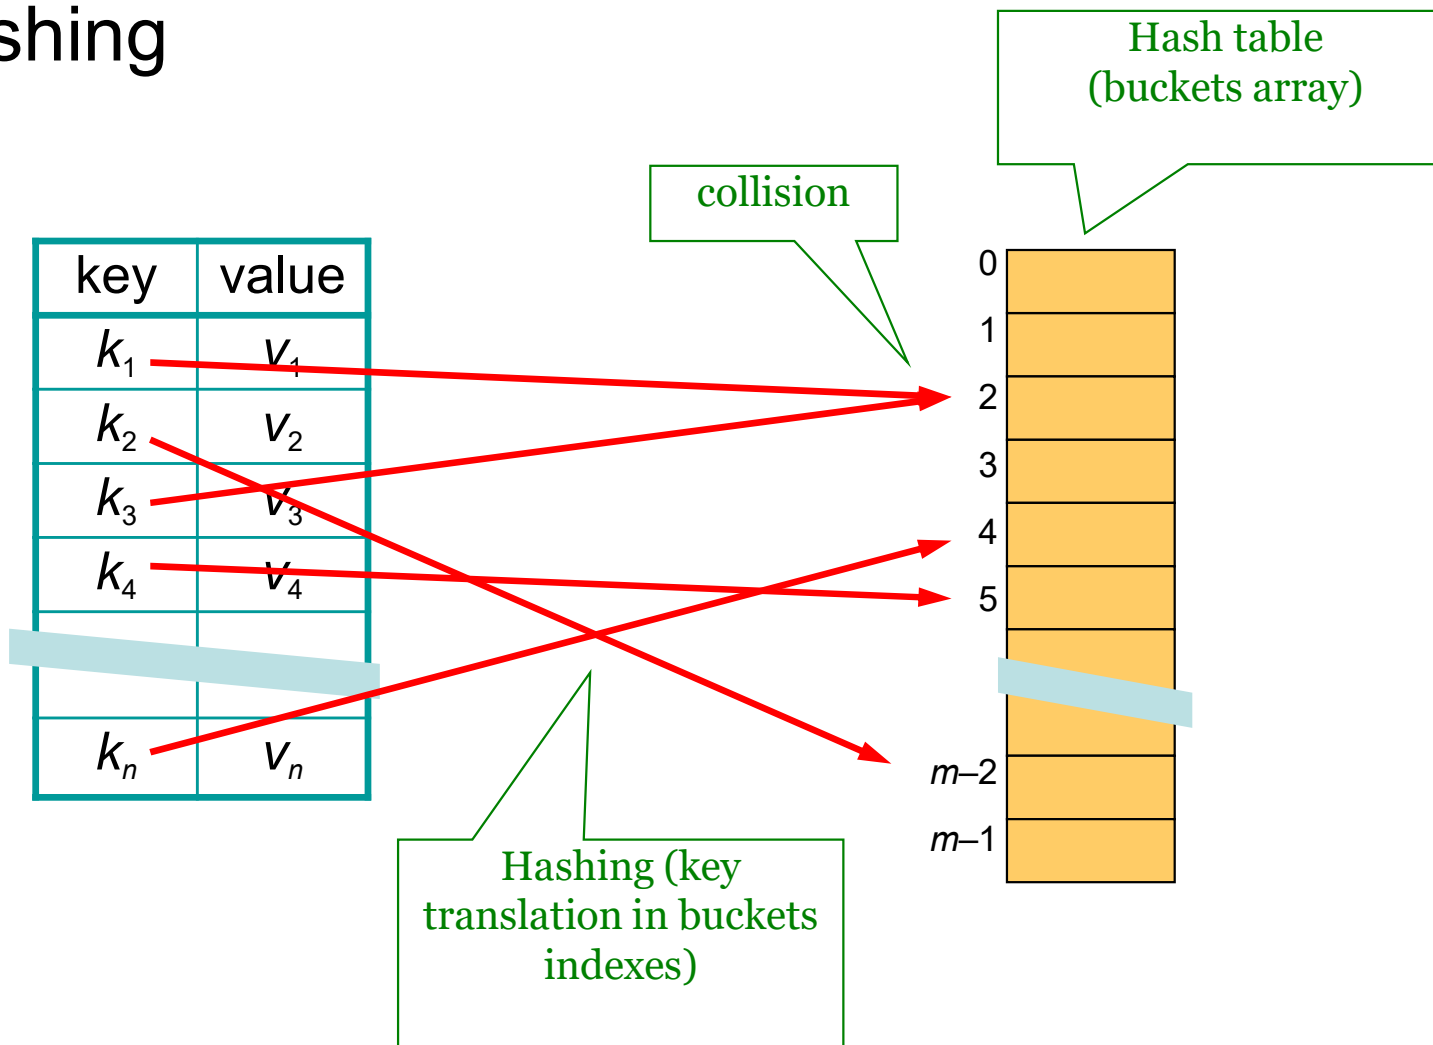 shing
Hash table
(buckets array)
collision
key value
k1 v1
k2 v2
k3 v3
k4 v4
kn vn
0
1
2
3
4
5
m–2
m–1
Hashing (key
translation in buckets
indexes)